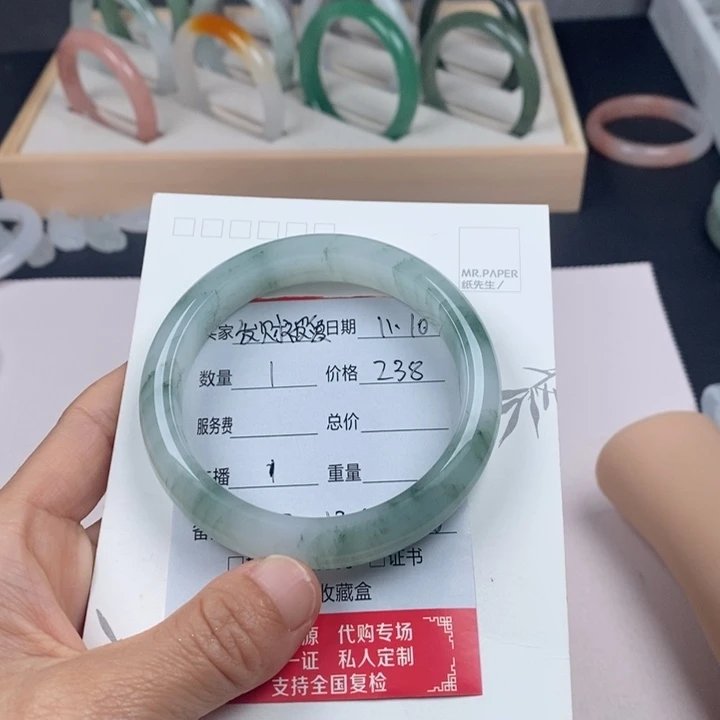 MR.PAPER
纸先生/
家 日期 11.10
数量 1 价格 238
服务费 总价
播 1 重量
证书
收藏盒
源 代购专场
一证 私人定制
支持全国复检